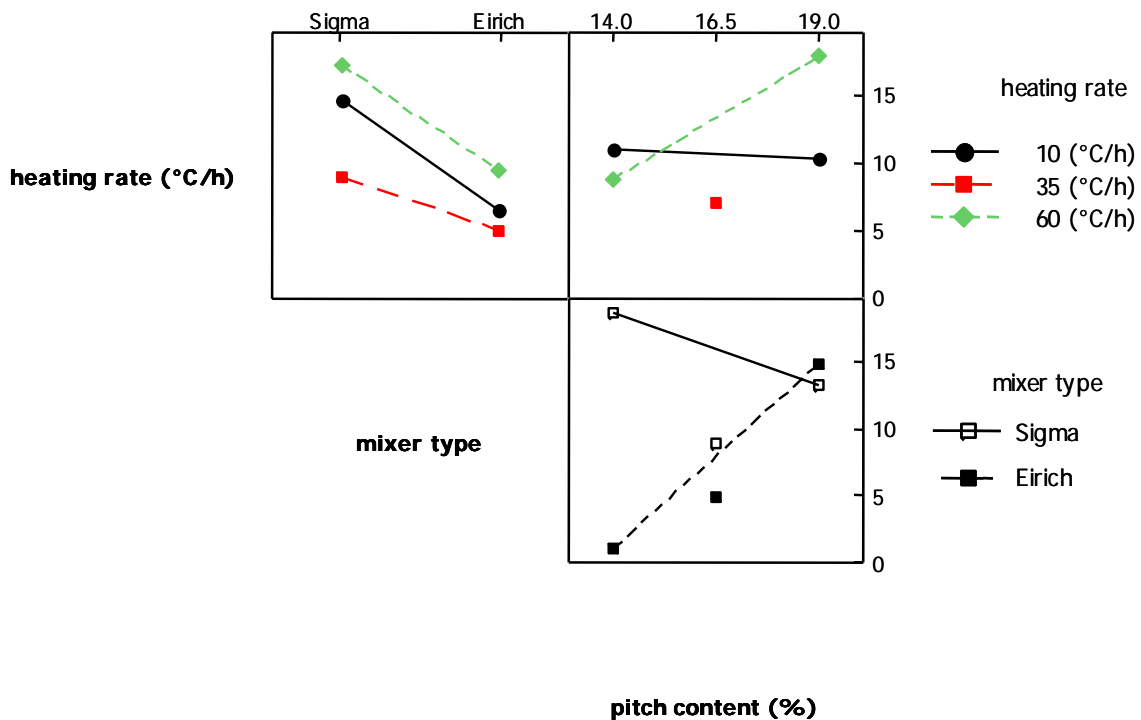 Sigma Eirich 14.0 16.5 19.0
heating rate
15
10 (°C/h)
heating rate (°C/h) 10
35 (°C/h)
60 (°C/h)
5
0
15
mixer type
10 Sigma
mixer type
Eirich
5
0
pitch content (%)